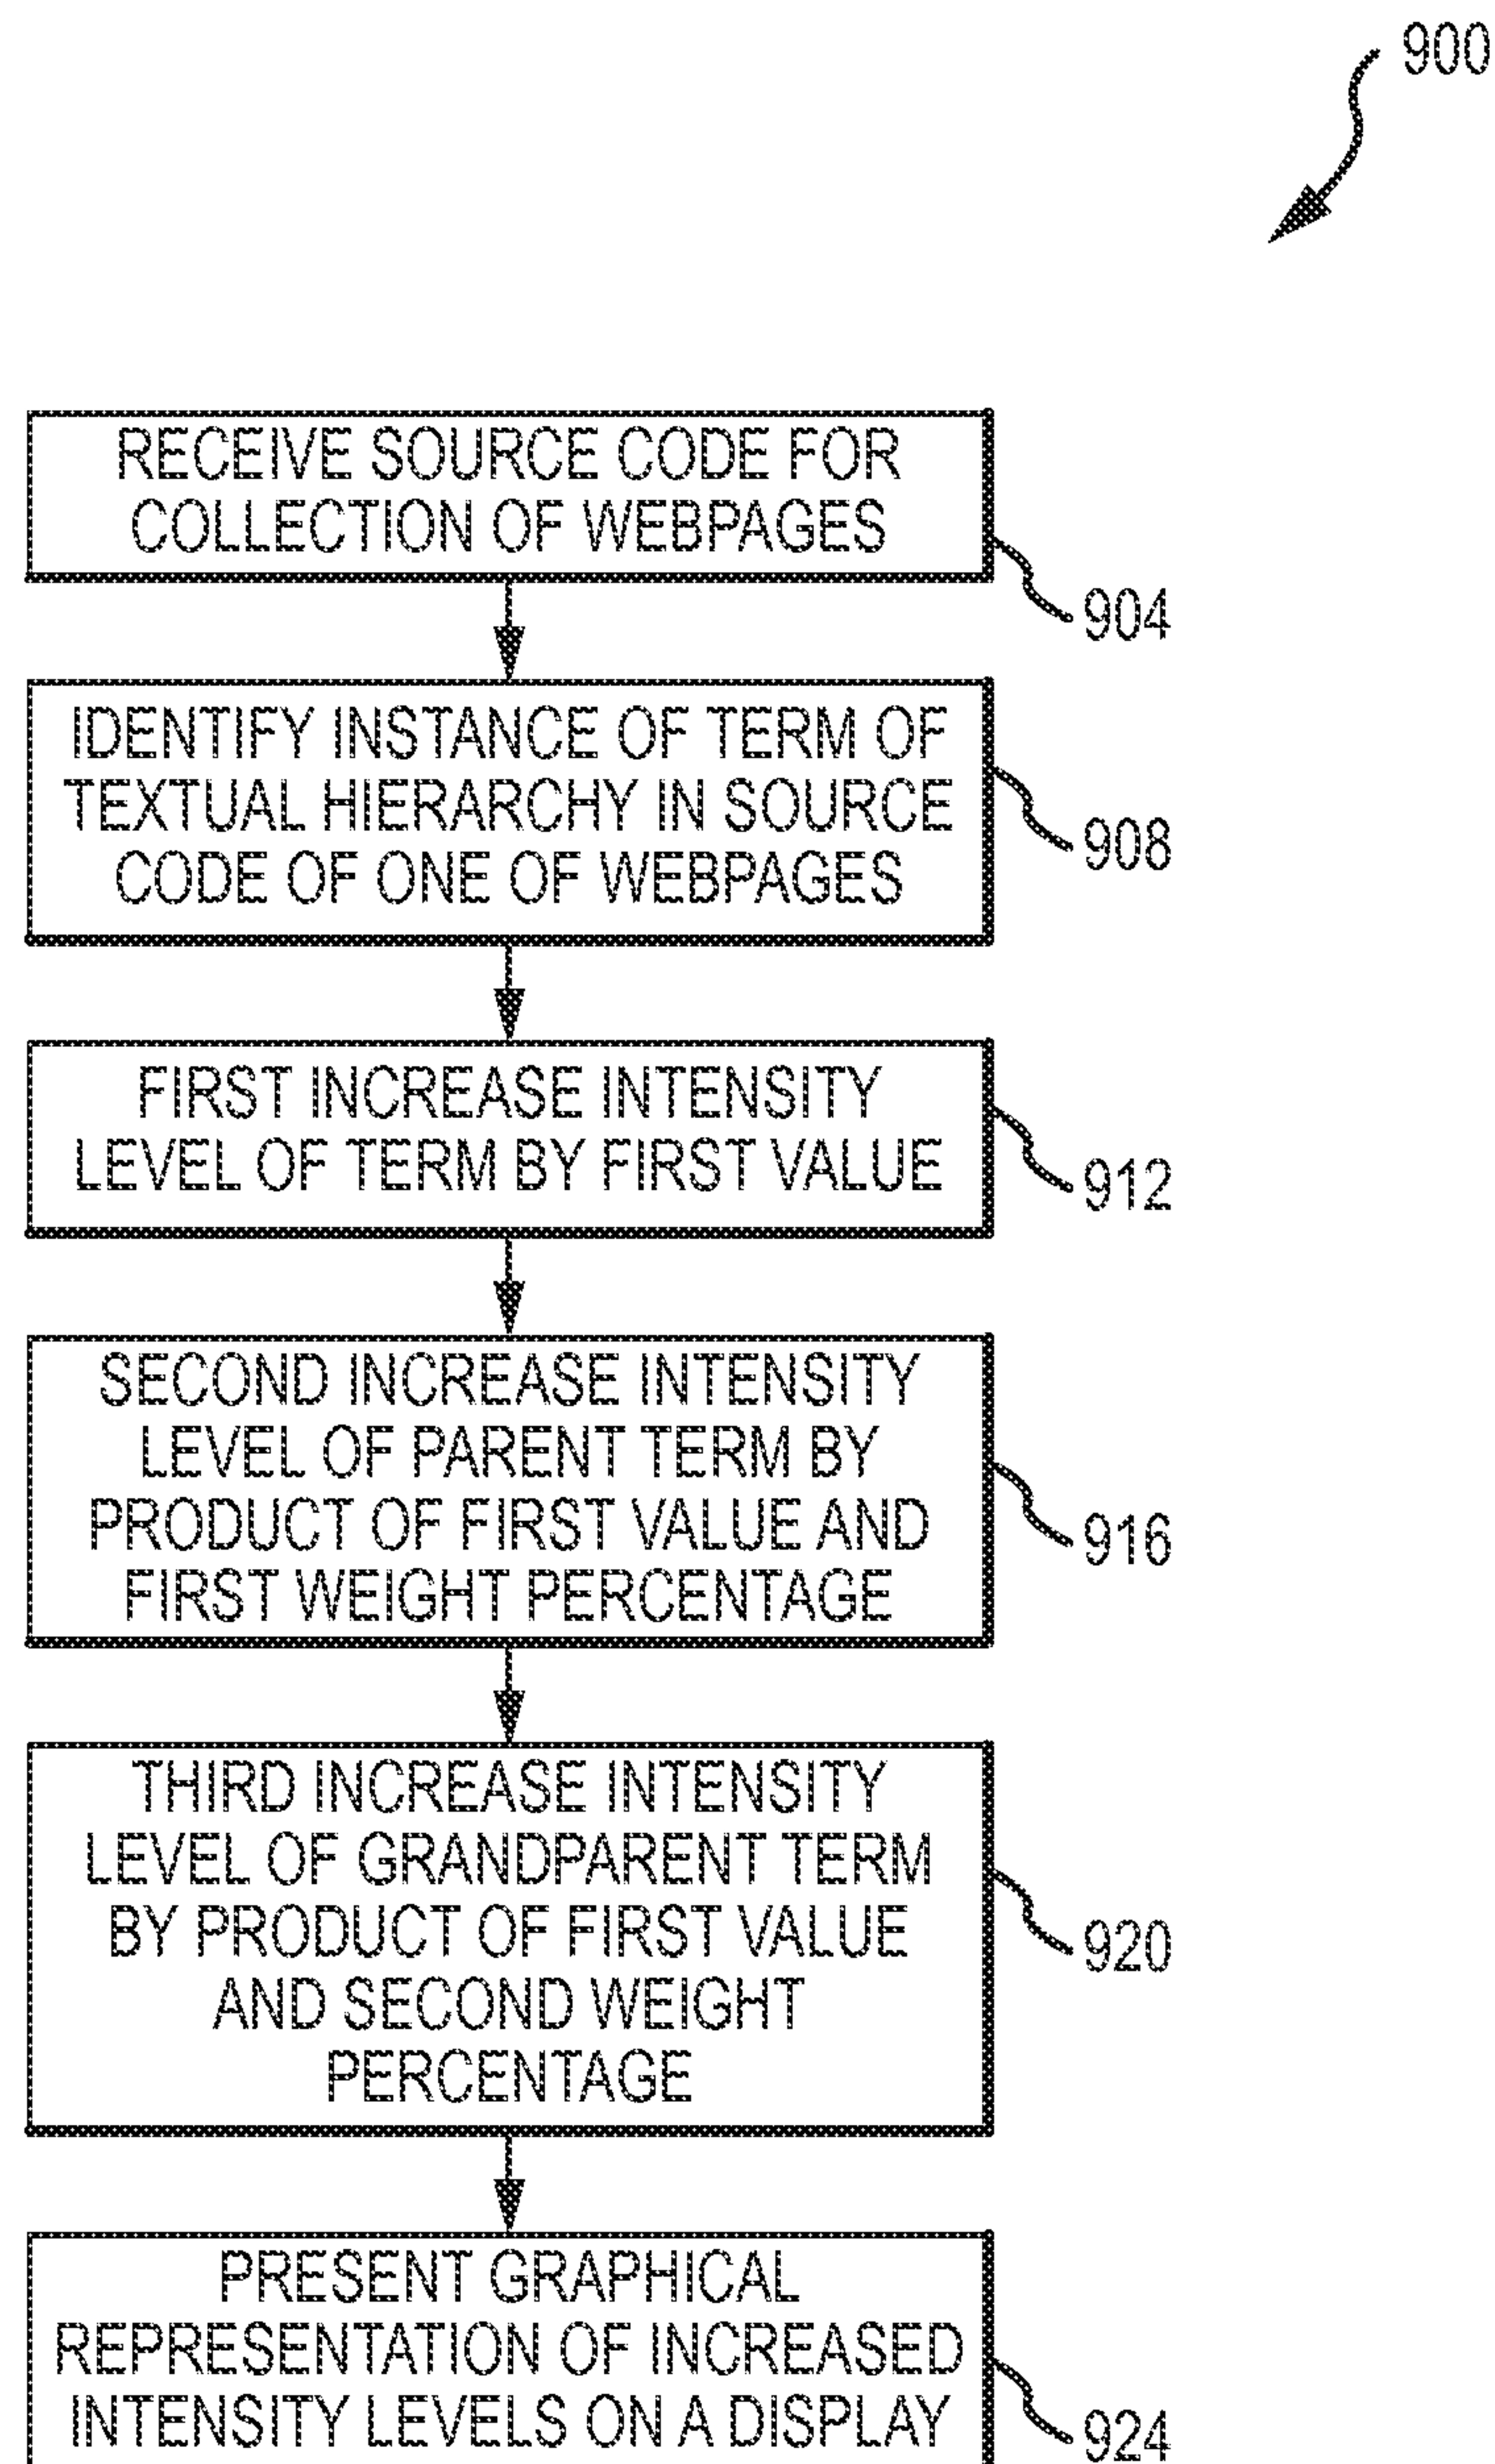 900
RECEIVE SOURCE CODE FOR
COLLECTION OF WEBPAGES
904
IDENTIFY INSTANCE OF TERM OF
TEXTUAL HIERARCHY IN SOURCE
CODE OF ONE OF WEBPAGES
908
FIRST INCREASE INTENSITY
LEVEL OF TERM BY FIRST VALUE
912
SECOND INCREASE INTENSITY
LEVEL OF PARENT TERM BY
PRODUCT OF FIRST VALUE AND
FIRST WEIGHT PERCENTAGE
916
THIRD INCREASE INTENSITY
LEVEL OF GRANDPARENT TERM
BY PRODUCT OF FIRST VALUE
AND SECOND WEIGHT
PERCENTAGE
920
PRESENT GRAPHICAL
REPRESENTATION OF INCREASED
INTENSITY LEVELS ON A DISPLAY
924